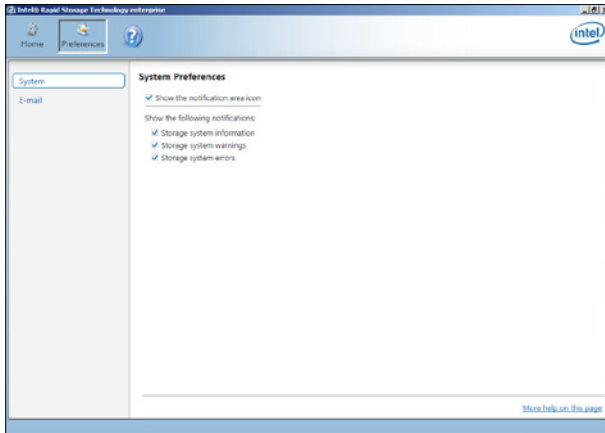 Intel® Rapid Storage Technology enterprise
Home
Preferences
?
intel
System
E-mail
System Preferences
Show the notification area icon
Show the following notifications:
Storage system information
Storage system warnings
Storage system errors
More help on this page